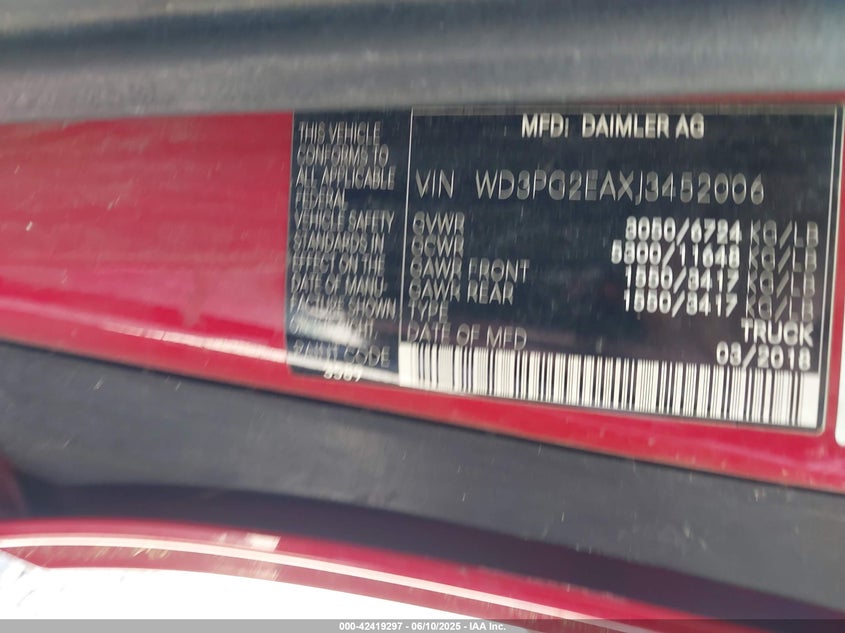 THIS VEHICLE
CONFORMS TO
ALL APPLICABLE
FEDERAL
VEHICLE SAFETY
STANDARDS IN
EFFECT ON THE
DATE OF MANU-
FACTURE SHOWN
PAINT CODE
3589
MFD: DAIMLER AG
VIN WD3PG2EAXJ3452006
GVWR 3050/6724 KG/LB
GCWR 5300/11648 KG/LB
GAWR FRONT 1550/3417 KG/LB
GAWR REAR 1550/3417 KG/LB
TYPE TRUCK
DATE OF MFD 03/2018
000-42419297 - 06/10/2025 - IAA Inc.